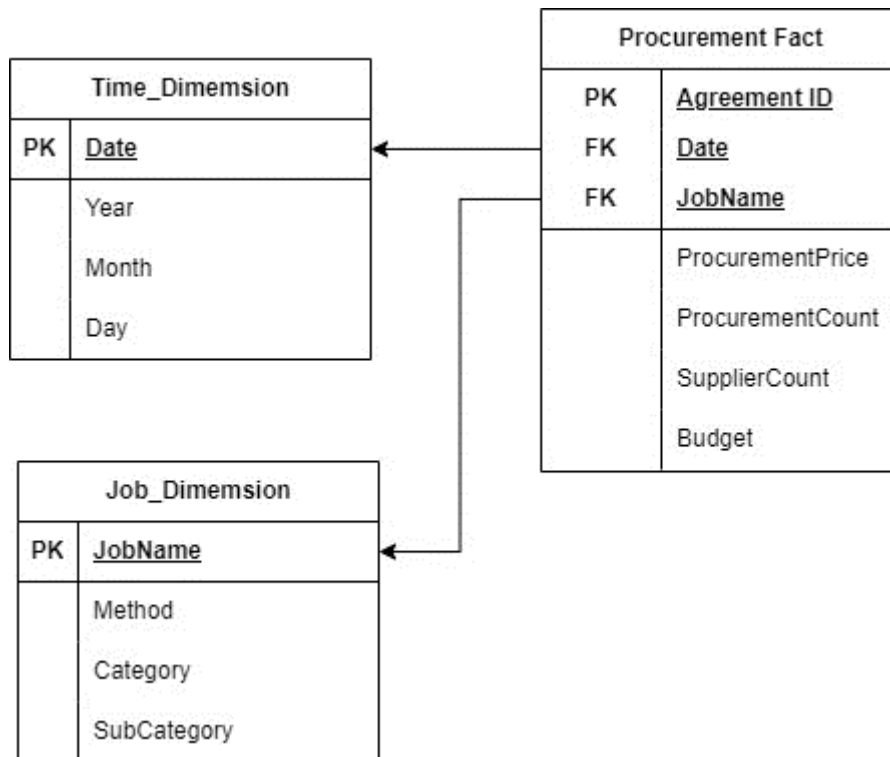 Time_Dimemsion
PK Date
Year
Month
Day
Procurement Fact
PK Agreement ID
FK Date
FK JobName
ProcurementPrice
ProcurementCount
SupplierCount
Budget
Job_Dimemsion
PK JobName
Method
Category
SubCategory